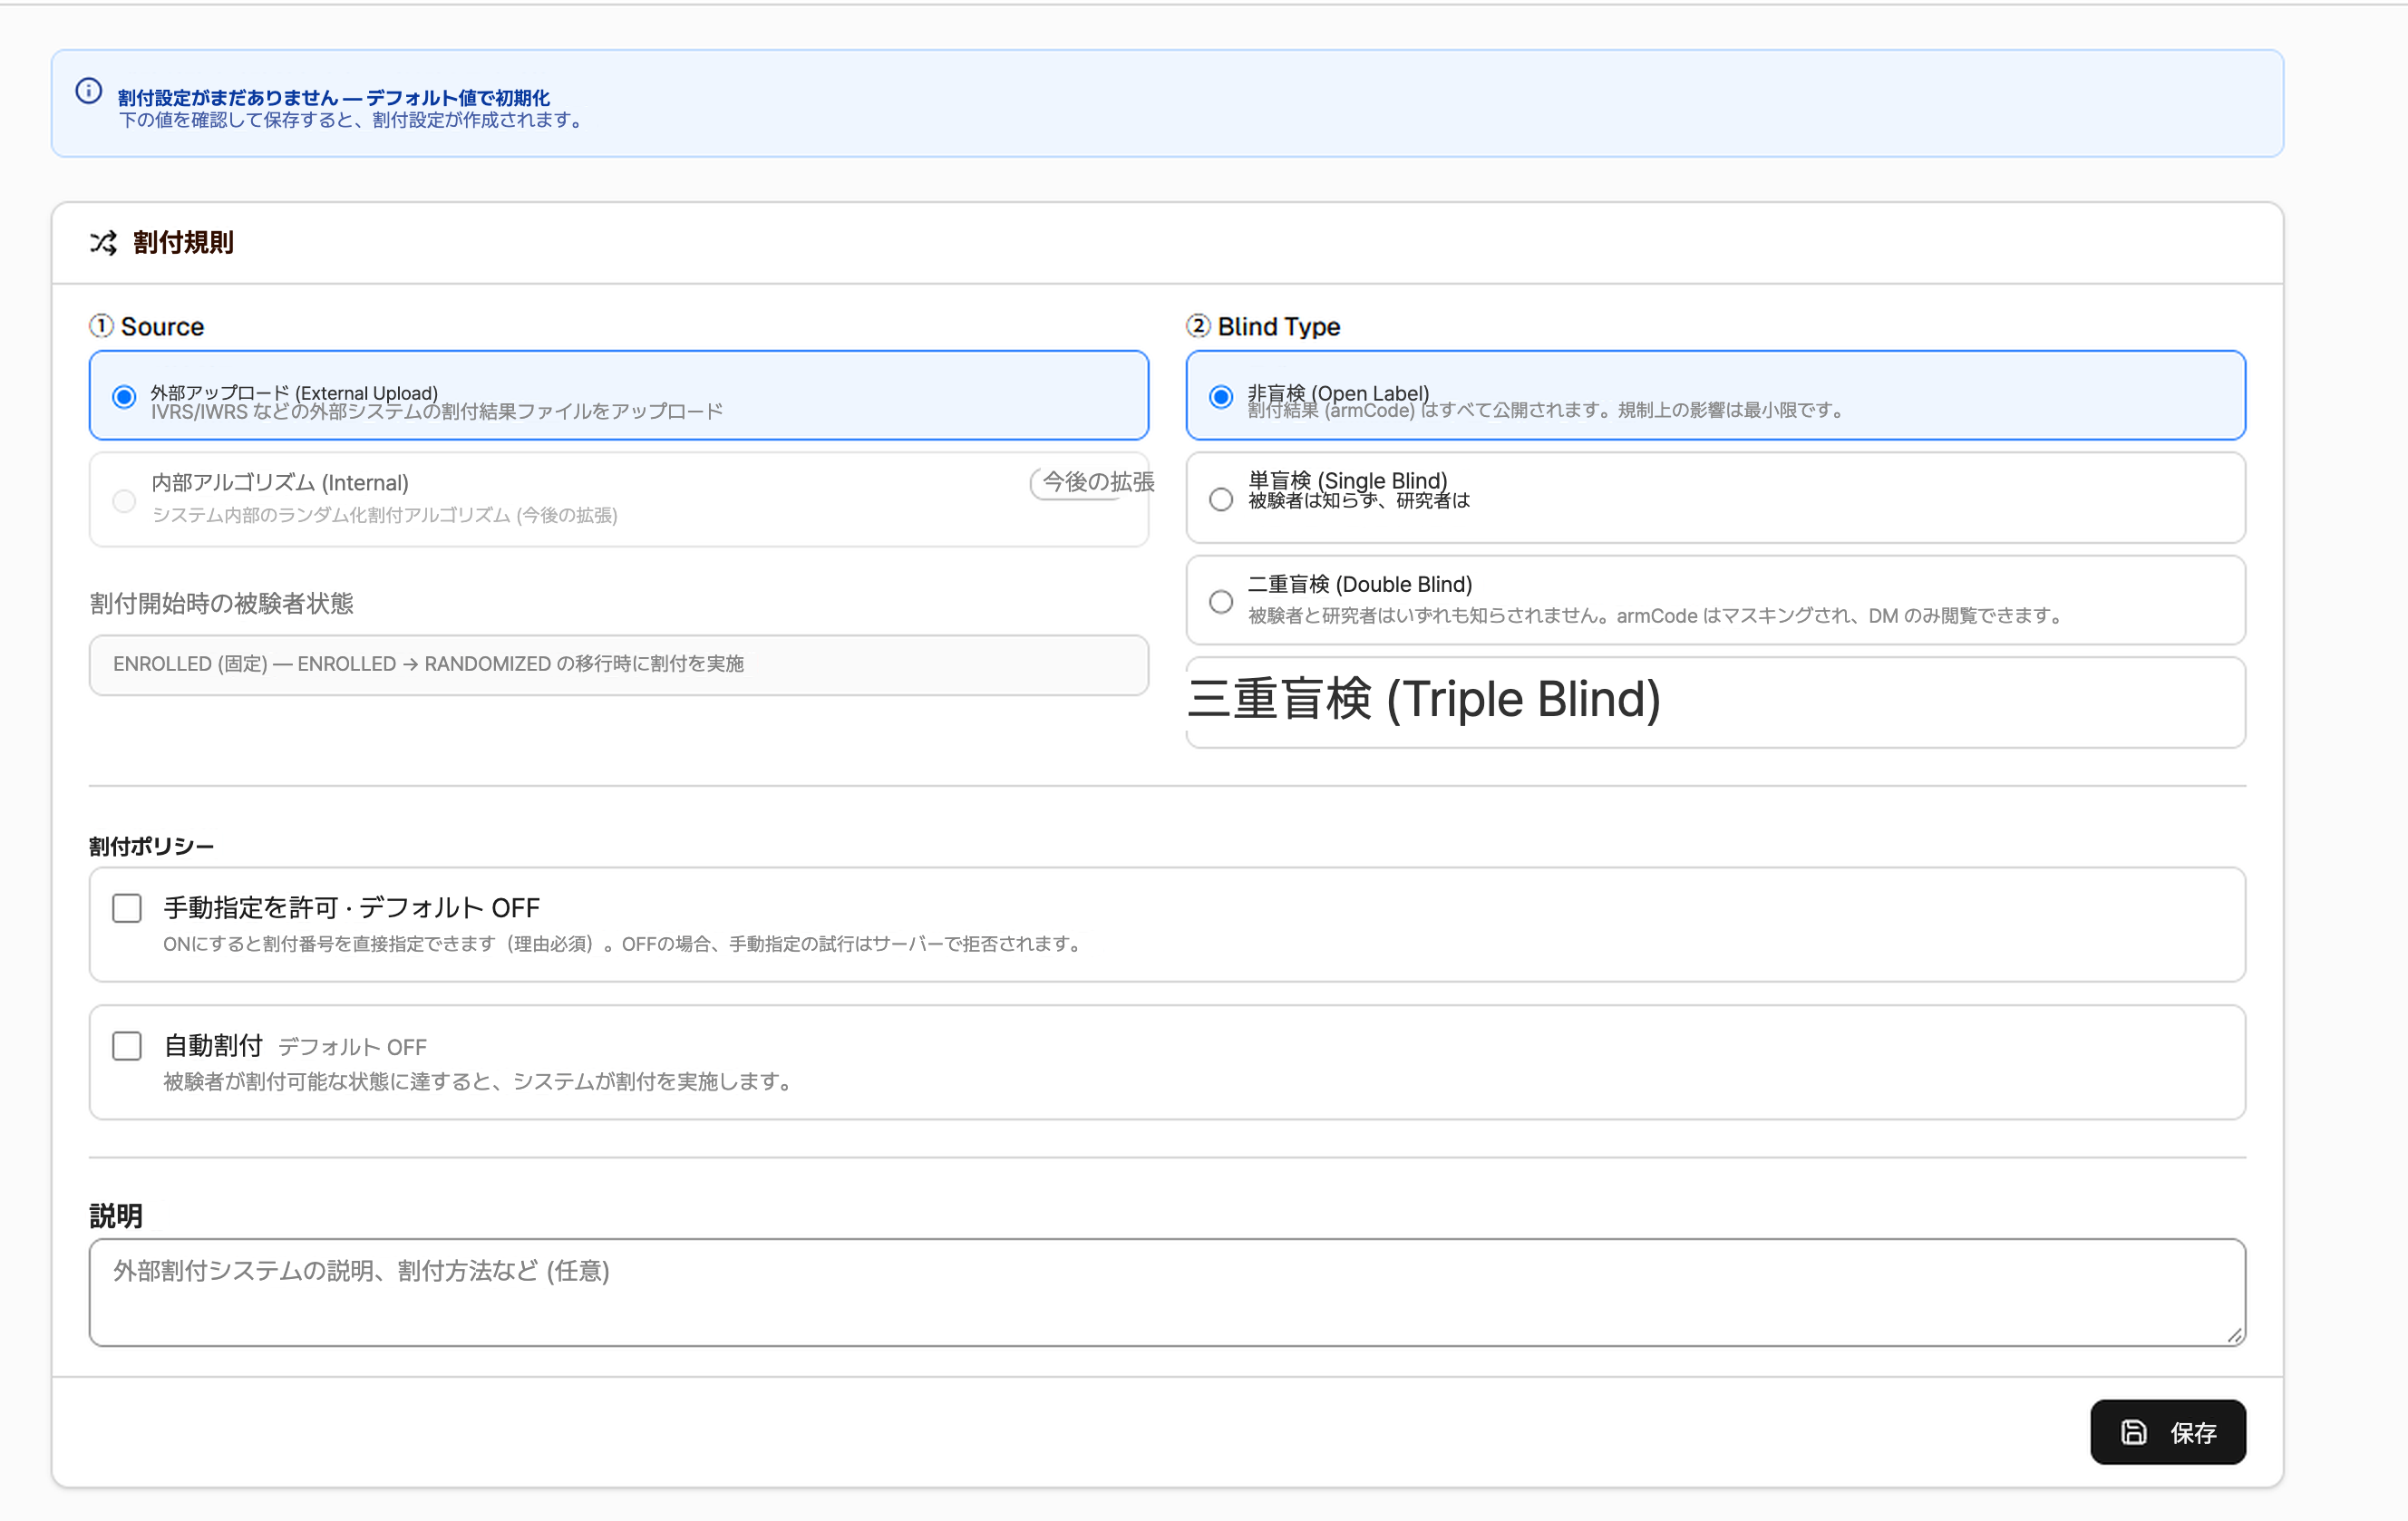 割付設定がまだありません — デフォルト値で初期化
下の値を確認して保存すると、割付設定が作成されます。
割付規則
① Source
外部アップロード (External Upload)
IVRS/IWRS などの外部システムの割付結果ファイルをアップロード
内部アルゴリズム (Internal)
今後の拡張
システム内部のランダム化割付アルゴリズム (今後の拡張)
割付開始時の被験者状態
ENROLLED (固定) — ENROLLED → RANDOMIZED の移行時に割付を実施
② Blind Type
非盲検 (Open Label)
割付結果 (armCode) はすべて公開されます。規制上の影響は最小限です。
単盲検 (Single Blind)
被験者は知らず、研究者は
二重盲検 (Double Blind)
被験者と研究者はいずれも知らされません。armCode はマスキングされ、DM のみ閲覧できます。
三重盲検 (Triple Blind)
割付ポリシー
手動指定を許可 · デフォルト OFF
ONにすると割付番号を直接指定できます（理由必須）。OFFの場合、手動指定の試行はサーバーで拒否されます。
自動割付 デフォルト OFF
被験者が割付可能な状態に達すると、システムが割付を実施します。
説明
外部割付システムの説明、割付方法など (任意)
保存